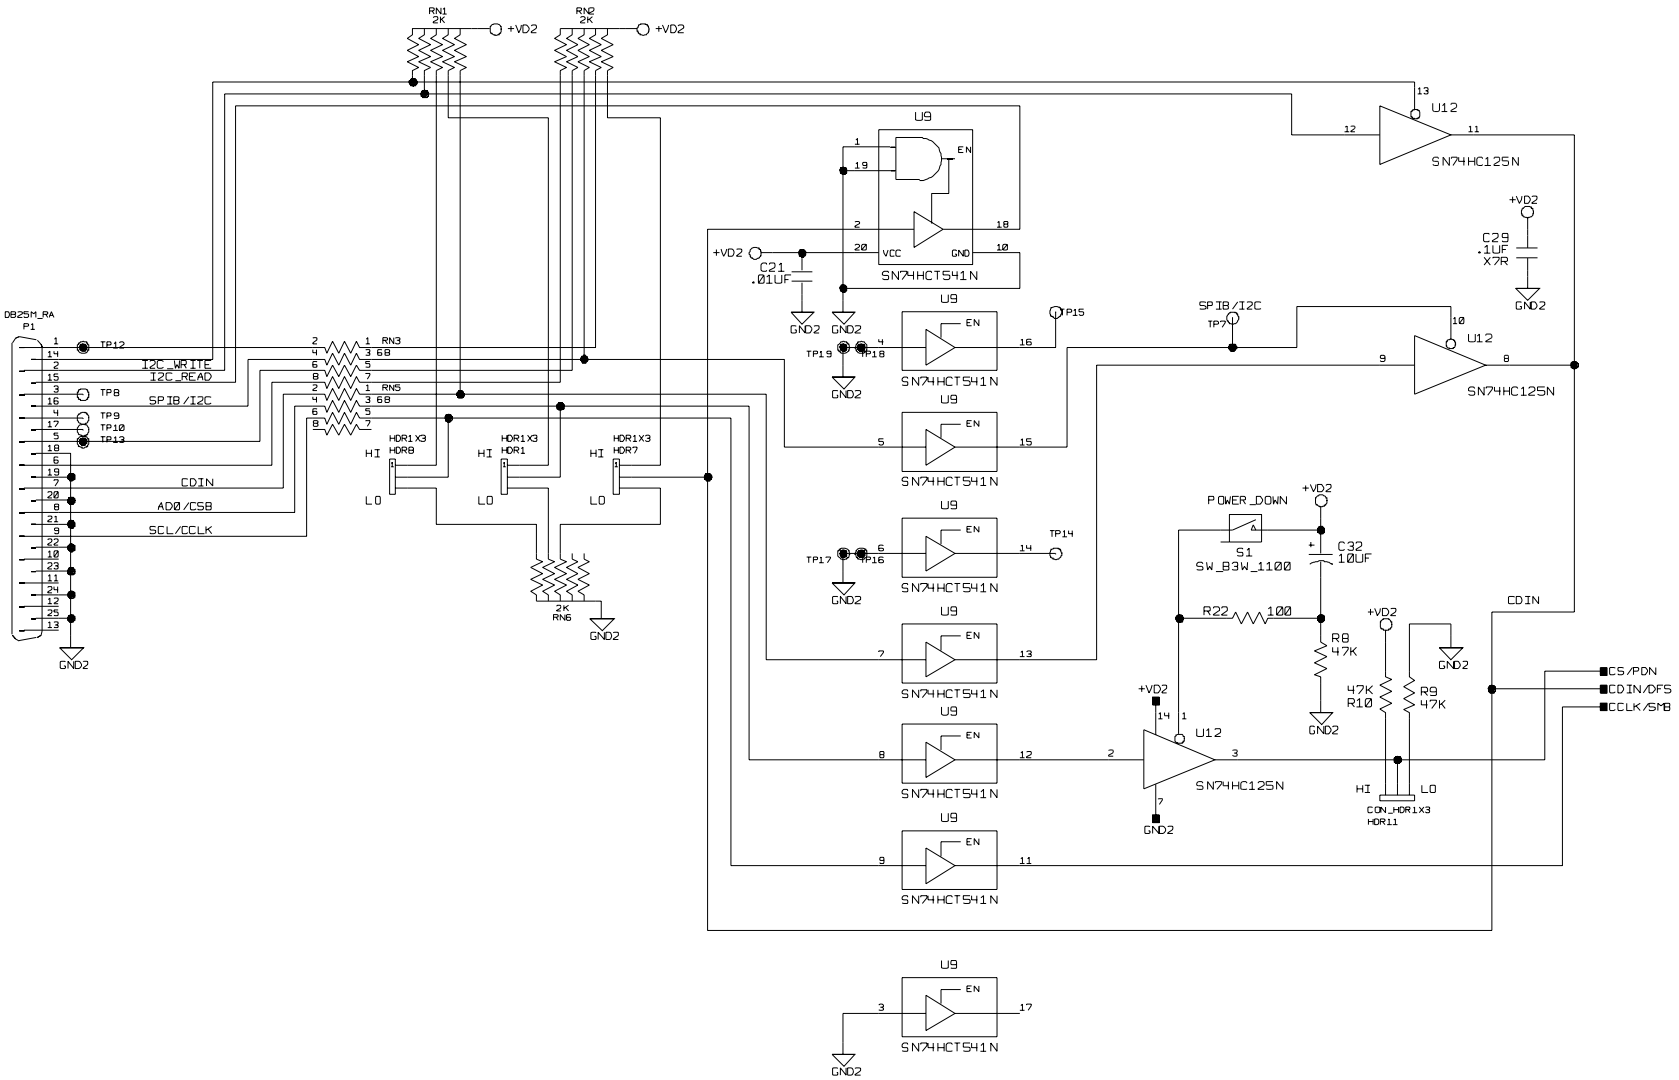 RN1
2K
+VD2
RN2
2K
+VD2
13
U12
12
11
SN74HC125N
U9
1
19
EN
2
18
+VD2
20
VCC
GND
10
SN74HCT541N
C21
.01UF
GND2
GND2
+VD2
C29
.1UF
X7R
GND2
DB25M_RA
P1
1
TP12
14
2
I2C_WRITE
15
I2C_READ
3
TP8
16
SPIB/I2C
4
TP9
17
TP10
5
TP13
18
6
19
7
CDIN
20
8
AD0/CSB
21
9
SCL/CCLK
22
10
23
11
24
12
25
13
GND2
2
1
RN3
4
3
68
6
5
8
7
2
1
RN5
4
3
68
6
5
8
7
HDR1X3
HDR8
HI
1
LO
HDR1X3
HDR1
HI
1
LO
HDR1X3
HDR7
HI
1
LO
2K
RN6
GND2
U9
EN
TP19
TP18
4
16
TP15
SN74HCT541N
GND2
SPIB/I2C
TP7
10
U12
9
8
SN74HC125N
U9
EN
5
15
SN74HCT541N
U9
EN
TP17
TP16
6
14
TP14
SN74HCT541N
GND2
POWER_DOWN
+VD2
S1
SW_B3W_1100
+
C32
10UF
R22
100
R8
47K
GND2
+VD2
47K
R10
R9
47K
GND2
CDIN
U9
EN
7
13
SN74HCT541N
CS/PDN
CDIN/DFS
CCLK/SMB
+VD2
14
1
U12
2
3
SN74HC125N
7
GND2
HI
LO
CON_HDR1X3
HDR11
U9
EN
8
12
SN74HCT541N
U9
EN
9
11
SN74HCT541N
U9
EN
3
17
SN74HCT541N
GND2